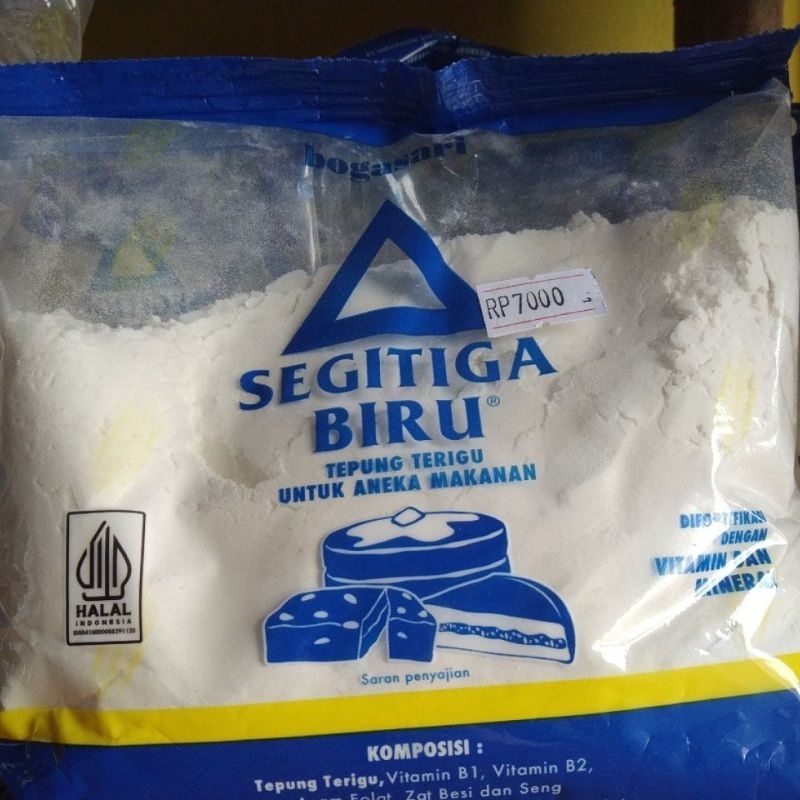 bogasari
RP7000
SEGITIGA
BIRU®
TEPUNG TERIGU
UNTUK ANEKA MAKANAN
DIFORTIFIKASI
DENGAN
VITAMIN DAN
MINERAL
HALAL
INDONESIA
Saran penyajian
KOMPOSISI :
Tepung Terigu, Vitamin B1, Vitamin B2,
Asam Folat, Zat Besi dan Seng